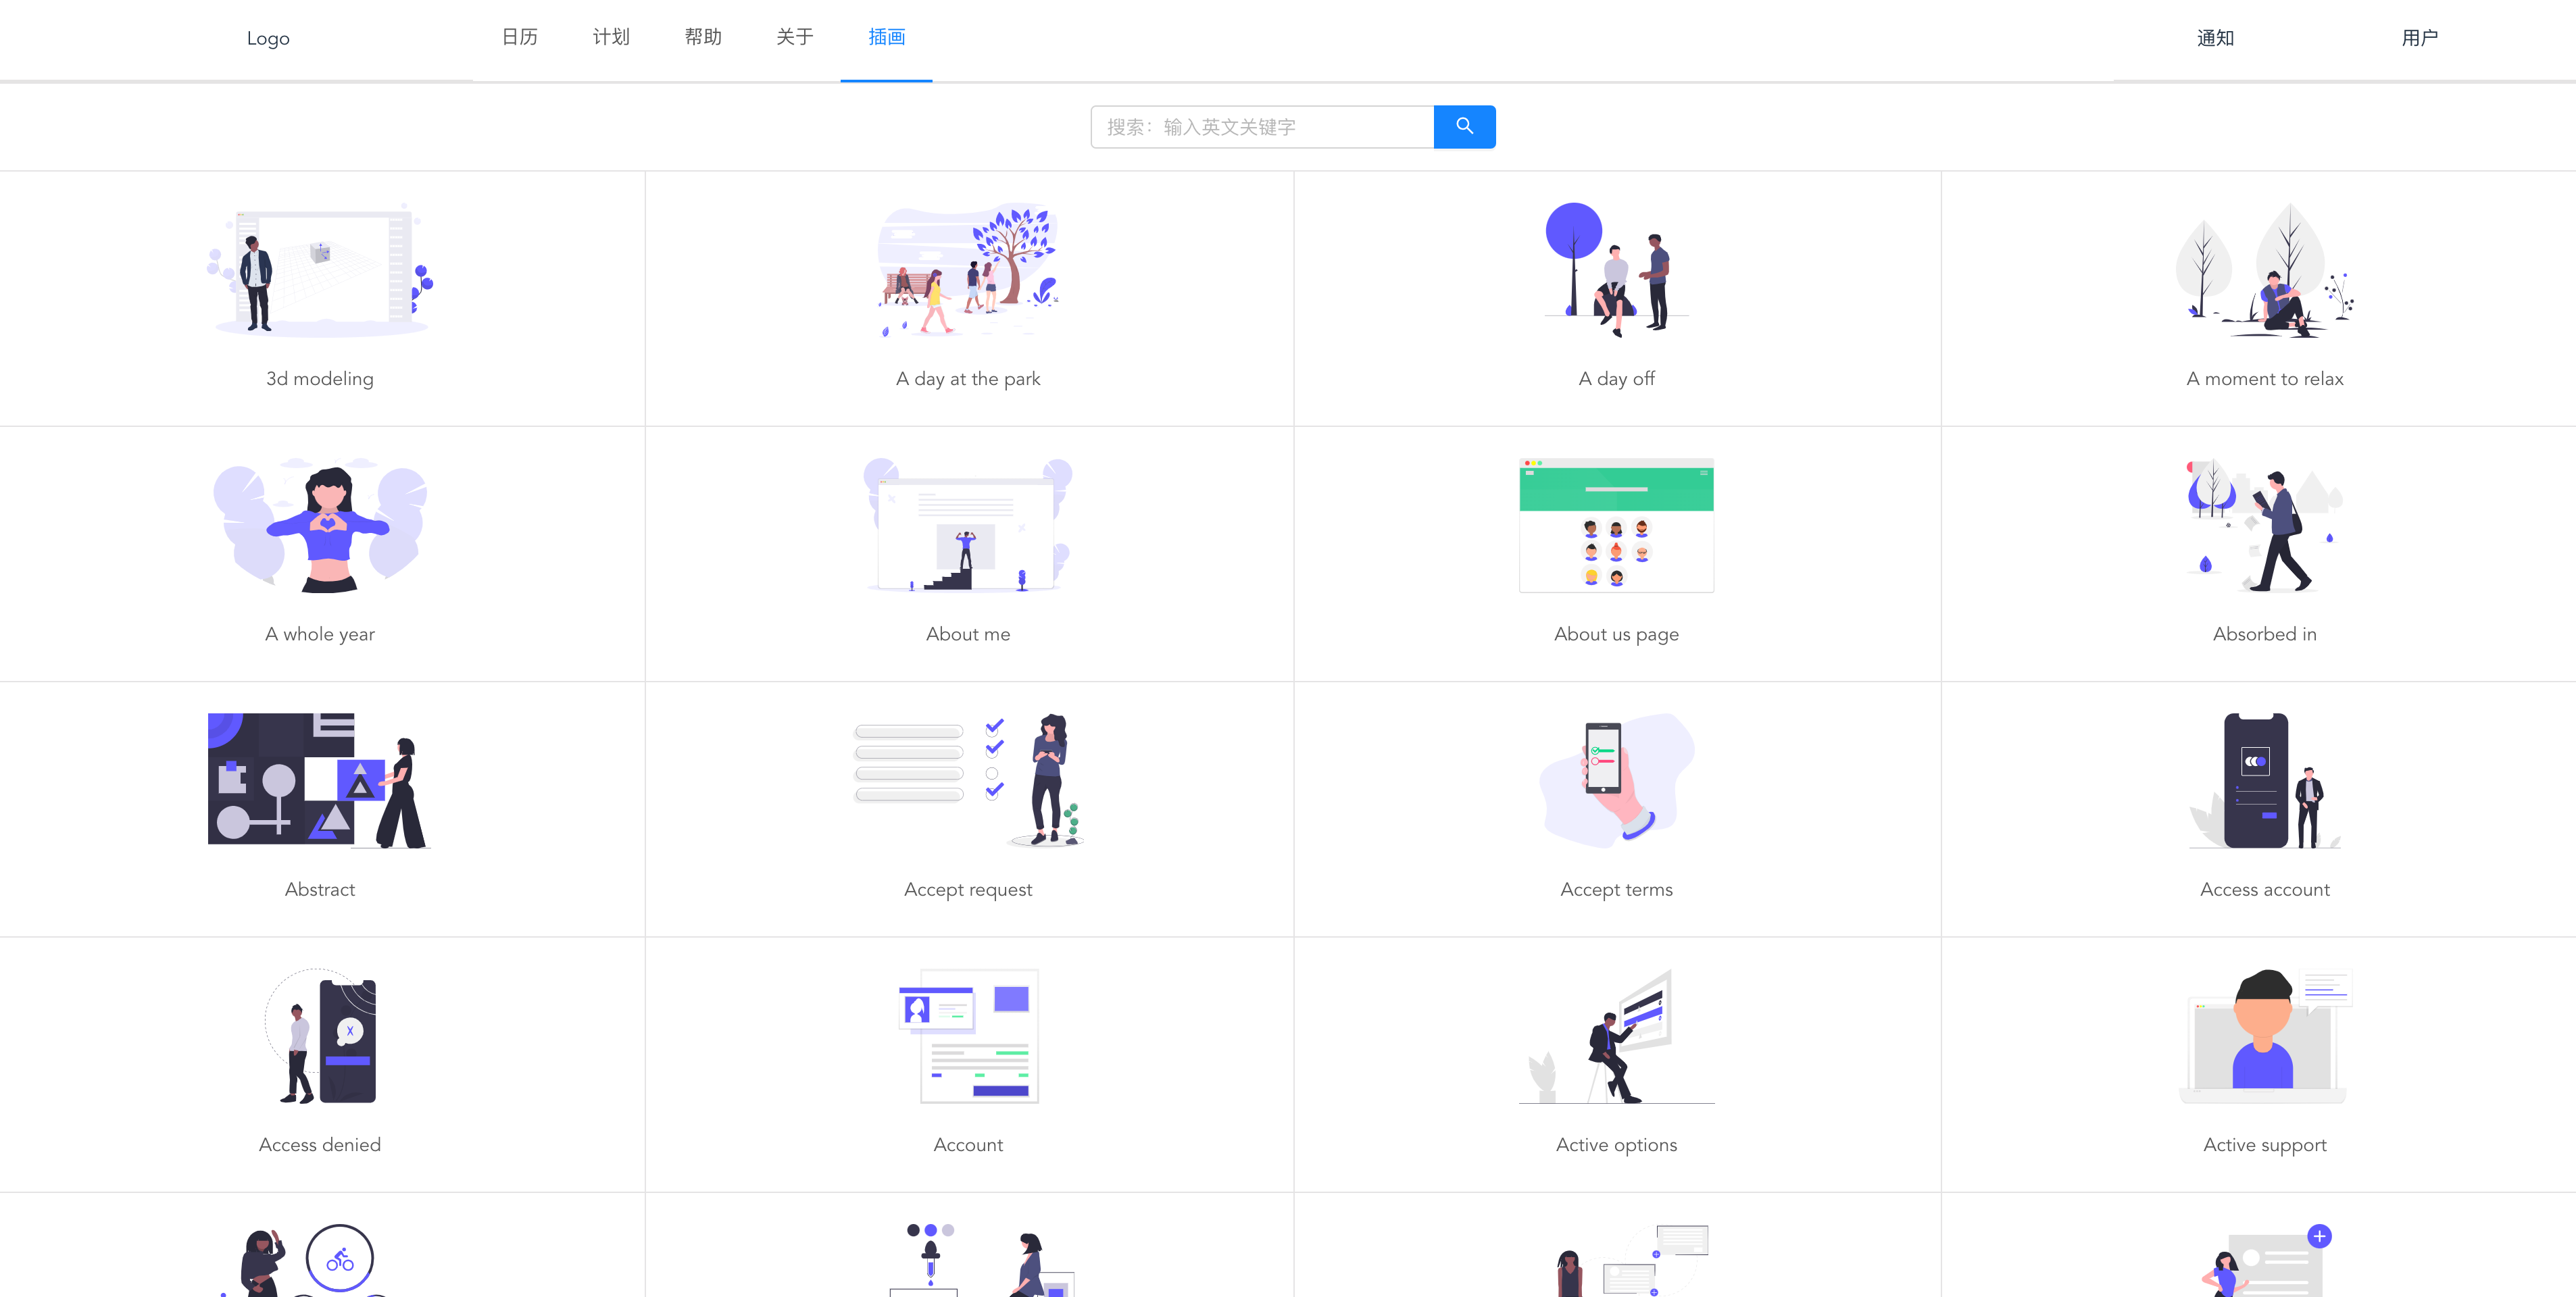 Logo
日历
计划
帮助
关于
插画
通知
用户
搜索：输入英文关键字
3d modeling
A day at the park
A day off
A moment to relax
A whole year
About me
About us page
Absorbed in
Abstract
Accept request
Accept terms
Access account
Access denied
Account
Active options
Active support